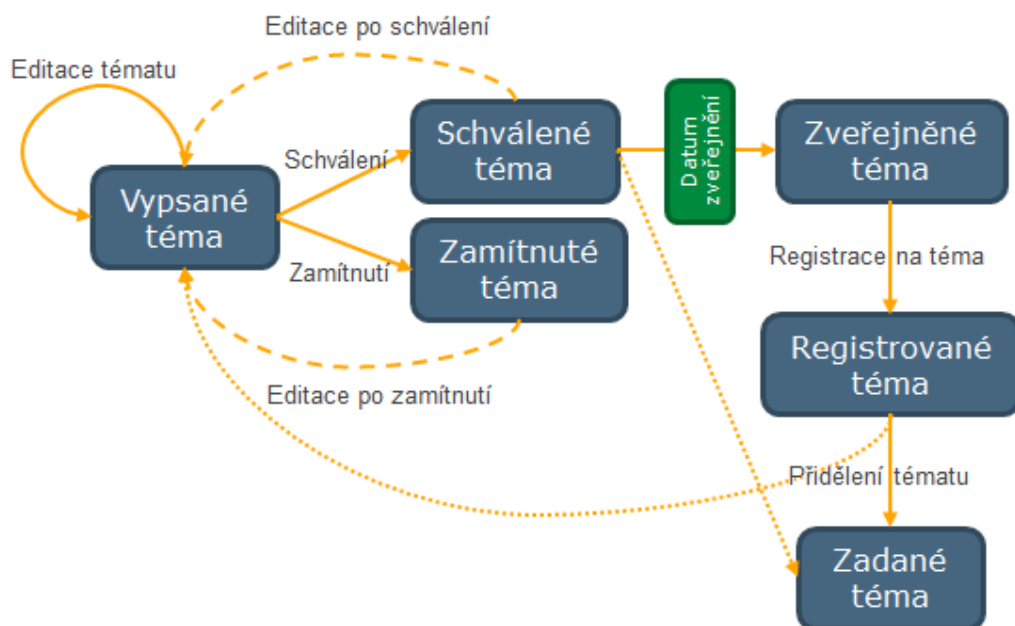 Editace po schválení
Editace tématu
Schválené
téma
Datum
zveřejnění
Zveřejněné
téma
Schválení
Vypsané
téma
Zamítnuté
téma
Zamítnutí
Registrace na téma
Registrované
téma
Editace po zamítnutí
Přidělení tématu
Zadané
téma